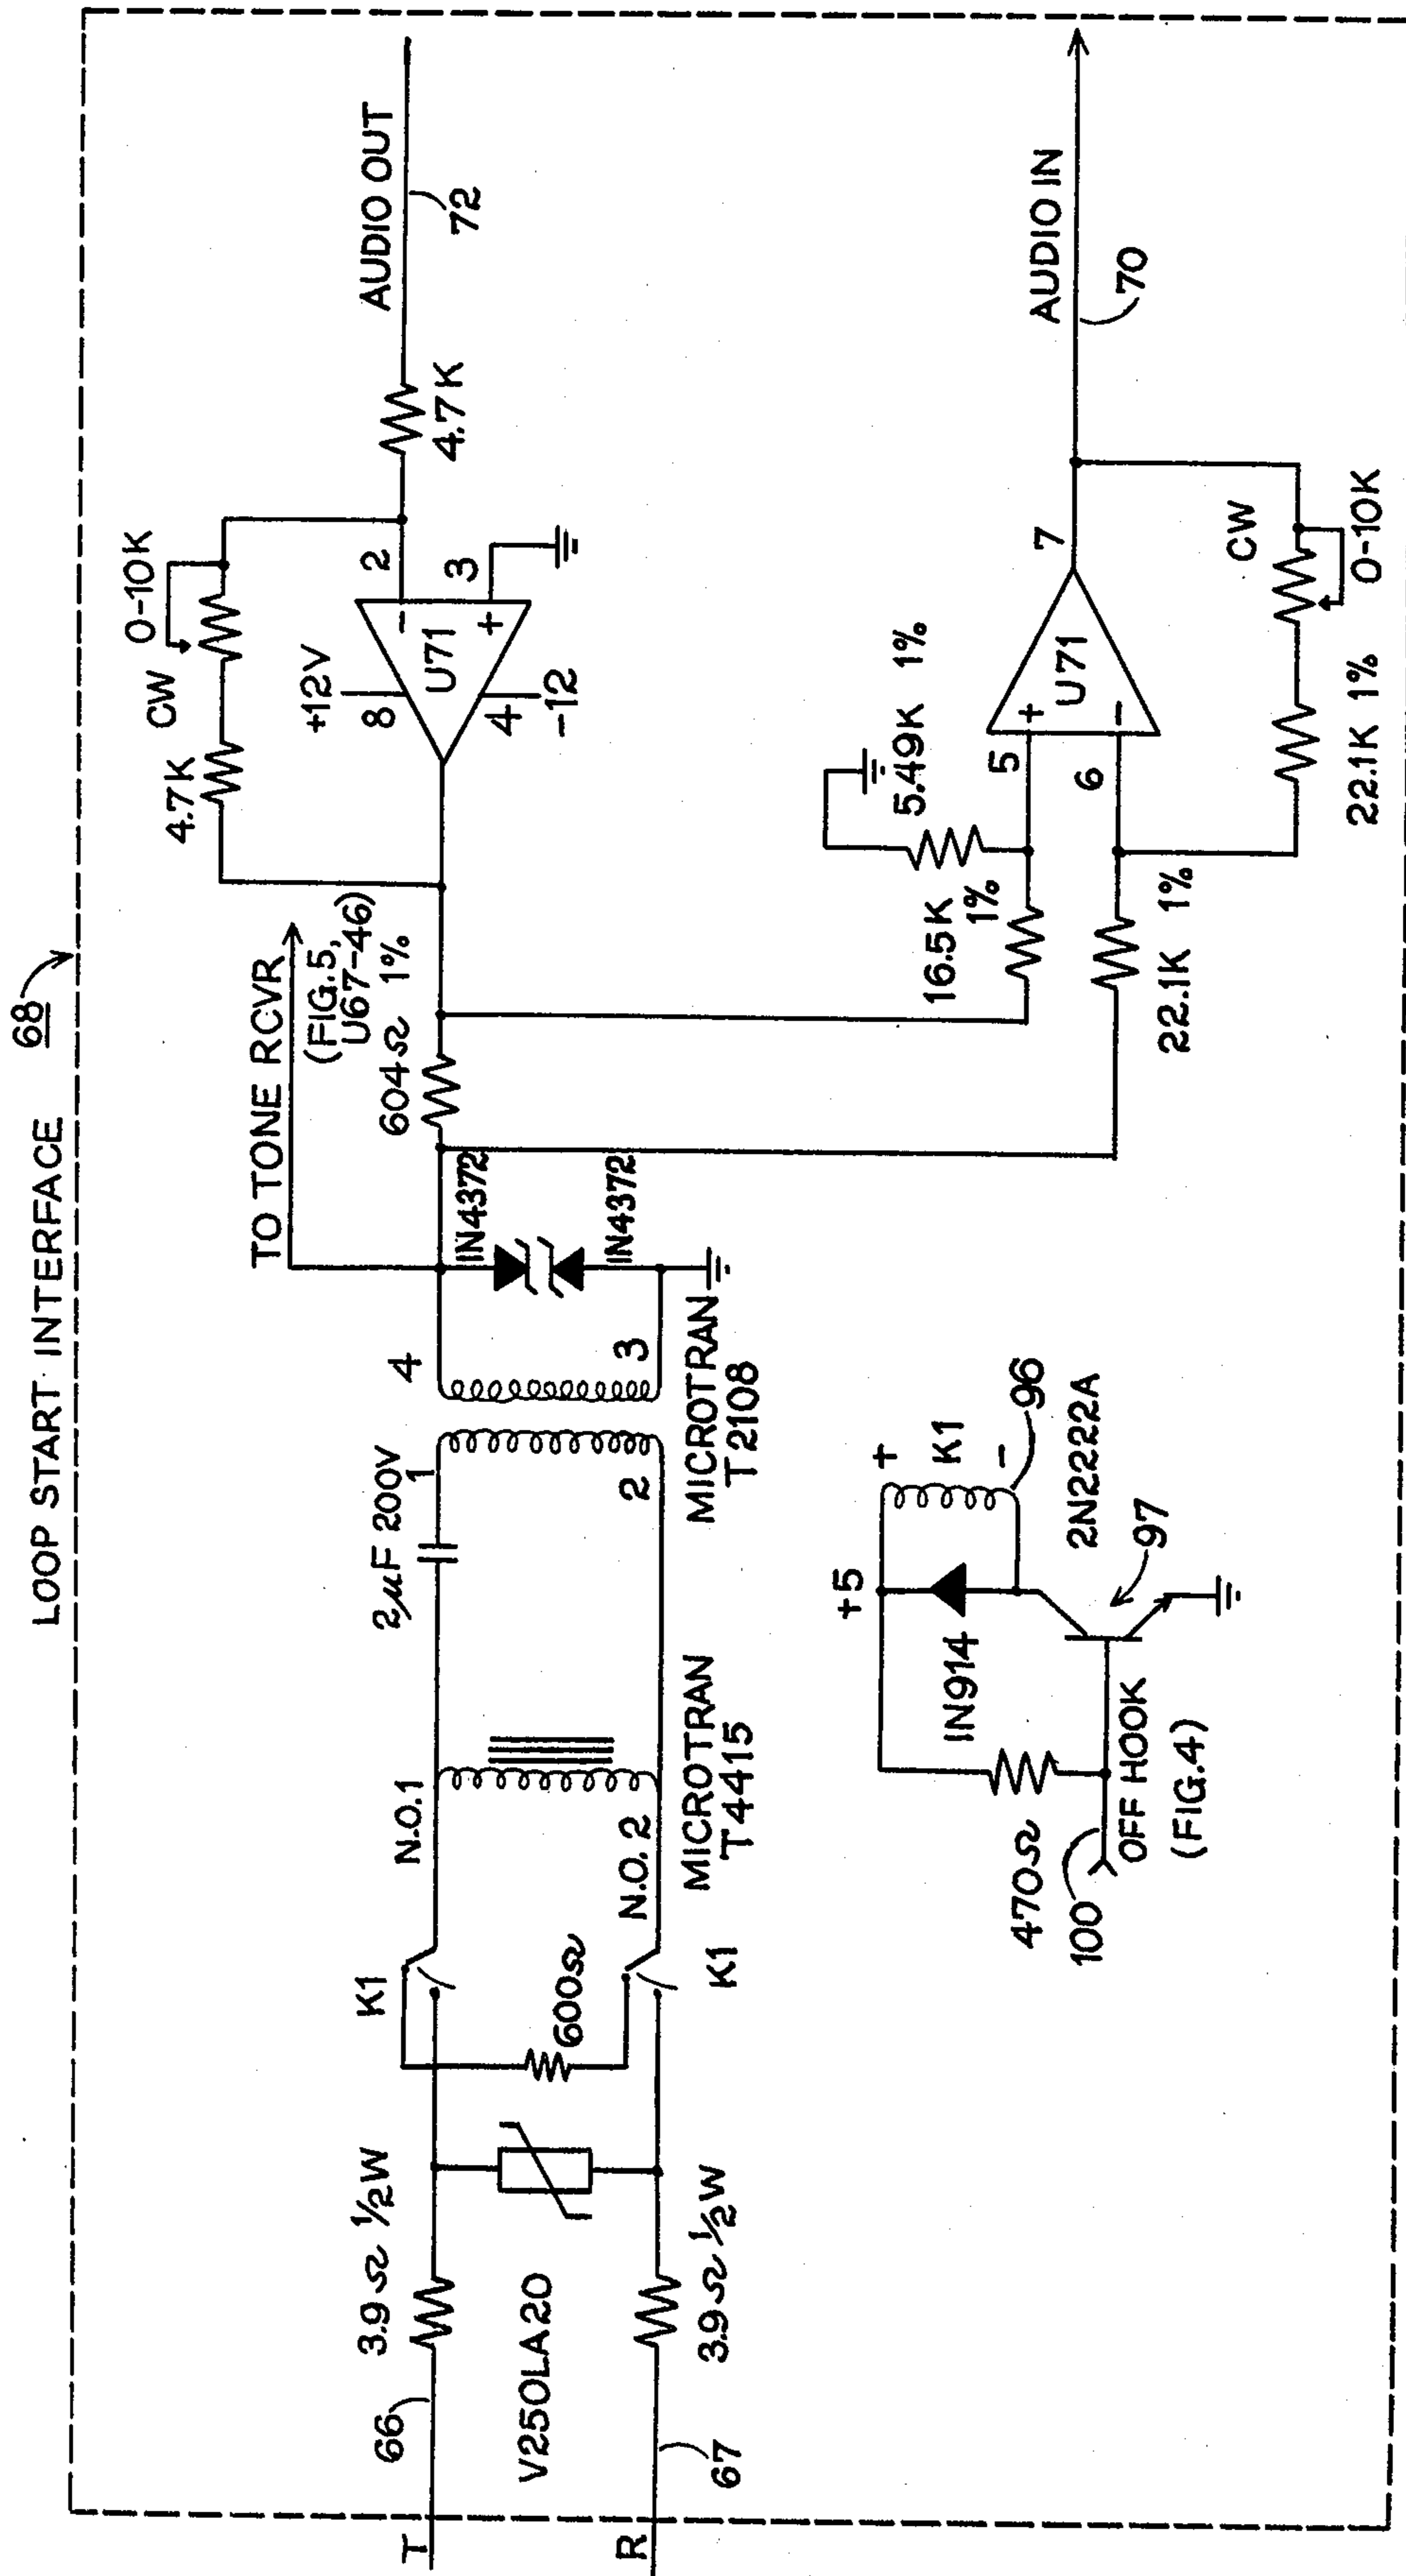 LOOP START INTERFACE 68
T
R
66
67
3.9Ω ½W
3.9Ω ½W
V250LA20
K1
K1
600Ω
N.O.1
N.O. 2
MICROTRAN
T4415
2µF 200V
1
2
4
3
MICROTRAN
T2108
TO TONE RCVR
(FIG.5,
U67-46)
IN4372
IN4372
604Ω 1%
4.7K
CW
0-10K
+12V
8
4
-12
U71
-
+
2
3
4.7K
AUDIO OUT
72
16.5K
1%
5.49K 1%
22.1K 1%
5
6
+
-
U71
7
22.1K 1%
CW
0-10K
AUDIO IN
70
+5
470Ω
IN914
+
K1
-
96
2N2222A
97
100
OFF HOOK
(FIG.4)